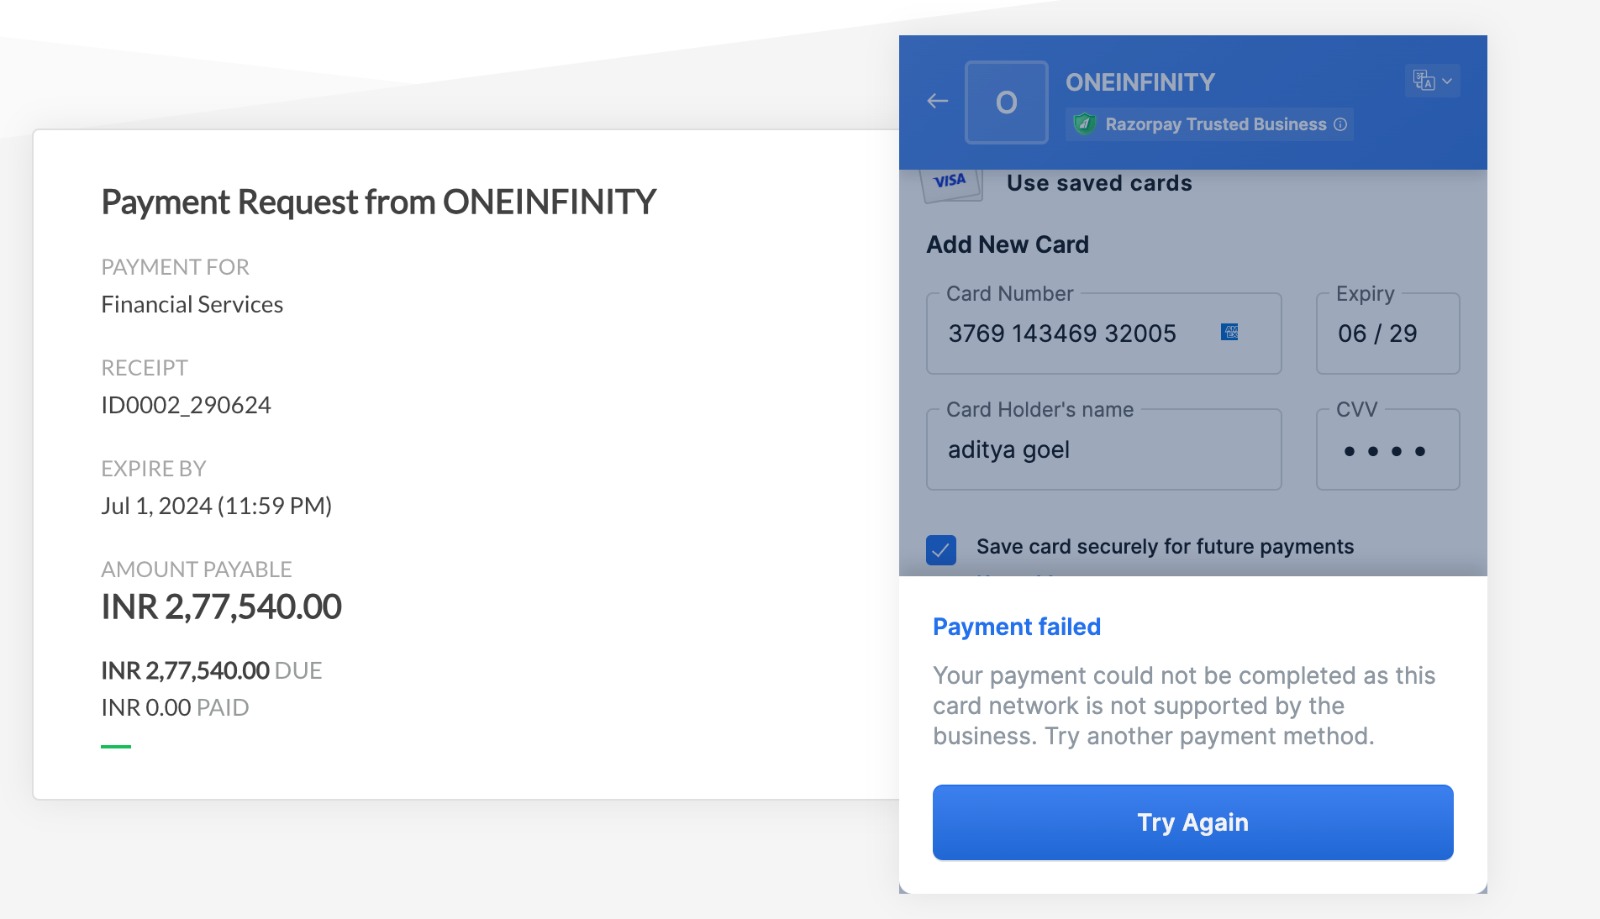 Payment Request from ONEINFINITY
PAYMENT FOR
Financial Services
RECEIPT
ID0002_290624
EXPIRE BY
Jul 1, 2024 (11:59 PM)
AMOUNT PAYABLE
INR 2,77,540.00
INR 2,77,540.00 DUE
INR 0.00 PAID
O
ONEINFINITY
Razorpay Trusted Business
VISA
Use saved cards
Add New Card
Card Number
3769 143469 32005
Expiry
06 / 29
Card Holder's name
aditya goel
CVV
Save card securely for future payments
Payment failed
Your payment could not be completed as this
card network is not supported by the
business. Try another payment method.
Try Again